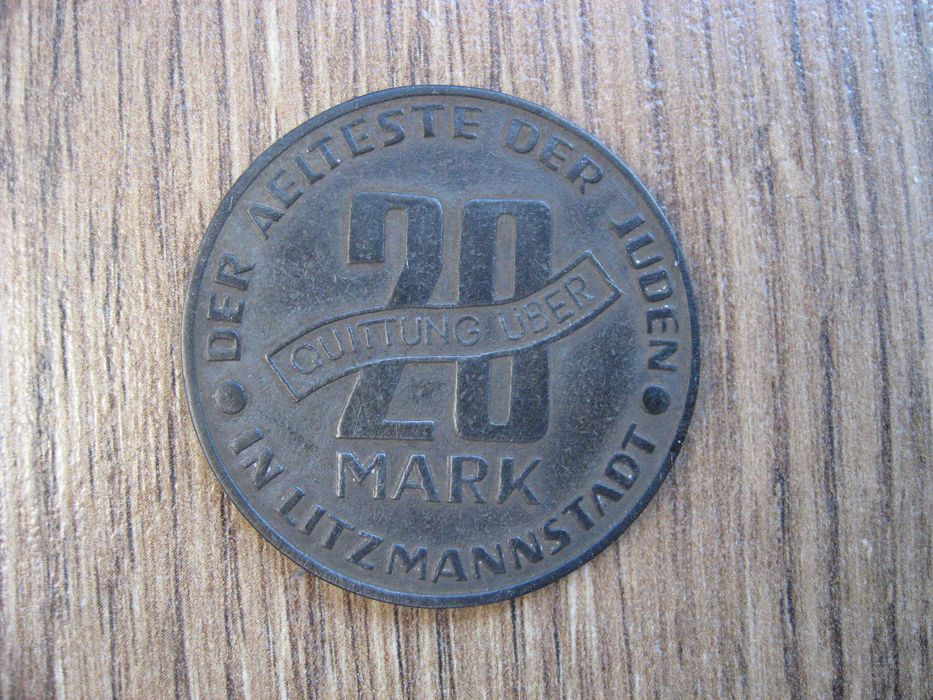 DER AELTESTE DER JUDEN
20
QUITTUNG ÜBER
MARK
IN LITZMANNSTADT